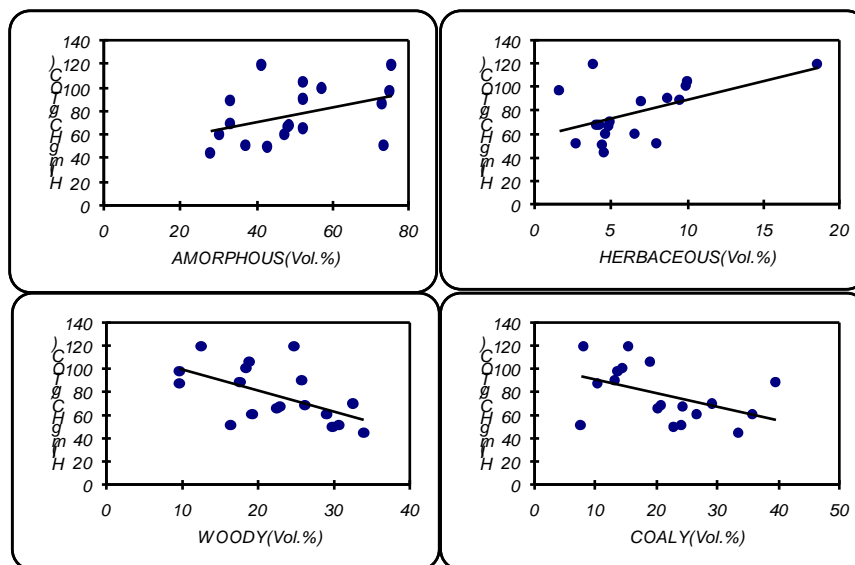 HI(mgHC/gTOC)
140
120
100
80
60
40
20
0
0 20 40 60 80
AMORPHOUS(Vol.%)
HI(mgHC/gTOC)
140
120
100
80
60
40
20
0
0 5 10 15 20
HERBACEOUS(Vol.%)
HI(mgHC/gTOC)
140
120
100
80
60
40
20
0
0 10 20 30 40
WOODY(Vol.%)
HI(mgHC/gTOC)
140
120
100
80
60
40
20
0
0 10 20 30 40 50
COALY(Vol.%)